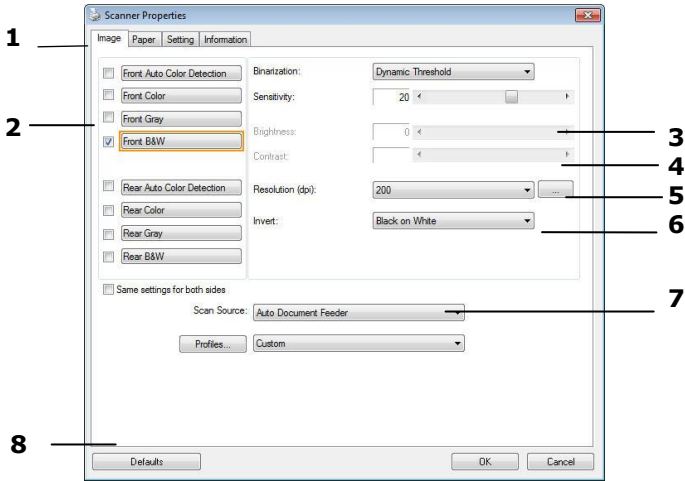 Scanner Properties
1
Image Paper Setting Information
Front Auto Color Detection
Binarization: Dynamic Threshold
Front Color
Sensitivity: 20
2
Front Gray
Brightness: 0
3
Front B&W
Contrast:
4
Rear Auto Color Detection
Resolution (dpi): 200 ...
5
Rear Color
Invert: Black on White
6
Rear Gray
Rear B&W
Same settings for both sides
7
Scan Source: Auto Document Feeder
Profiles... Custom
8
Defaults OK Cancel